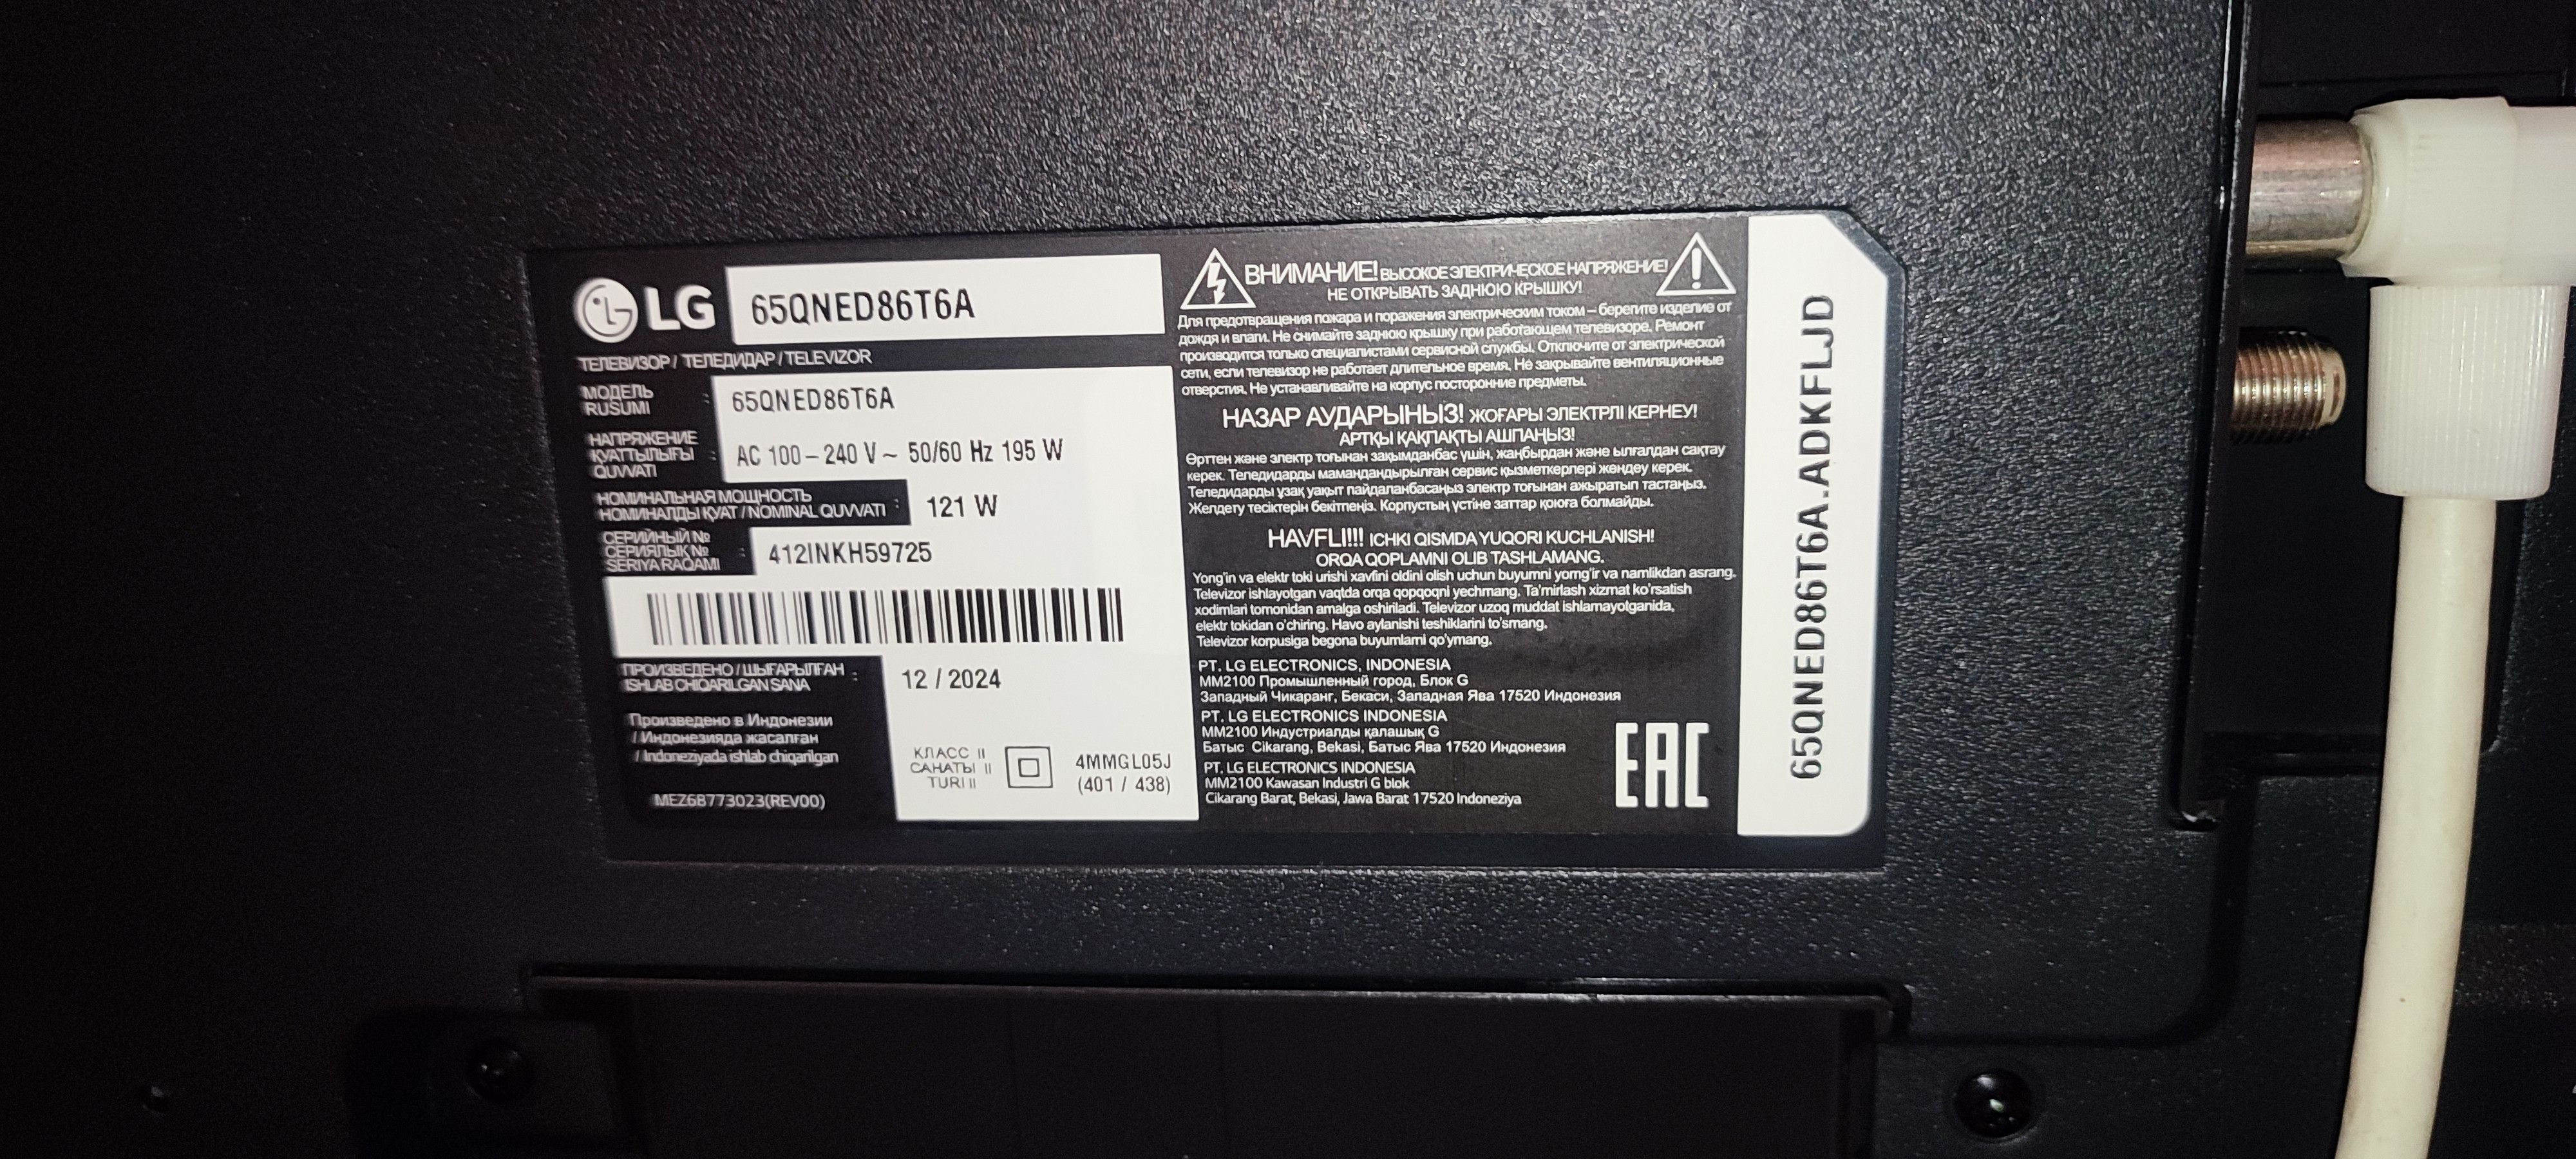 LG 65QNED86T6A
ТЕЛЕВИЗОР / ТЕЛЕДИДАР / TELEVIZOR
МОДЕЛЬ
RUSUMI : 65QNED86T6A
НАПРЯЖЕНИЕ
ҚУАТТЫЛЫҒЫ
QUVVATI : AC 100 – 240 V ~ 50/60 Hz 195 W
НОМИНАЛЬНАЯ МОЩНОСТЬ
НОМИНАЛДЫ ҚУАТ / NOMINAL QUVVATI : 121 W
СЕРИЙНЫЙ №
СЕРИЯЛЫК №
SERIYA RAQAMI : 412INKH59725
ПРОИЗВЕДЕНО / ШЫҒАРЫЛҒАН
ISHLAB CHIQARILGAN SANA : 12 / 2024
Произведено в Индонезии
/ Индонезияда жасалған
/ Indoneziyada ishlab chiqarilgan
MEZ68773023(REV00)
КЛАСС II
САНАТЫ II
TURI II
4MMGL05J
(401 / 438)
ВНИМАНИЕ! ВЫСОКОЕ ЭЛЕКТРИЧЕСКОЕ НАПРЯЖЕНИЕ!
НЕ ОТКРЫВАТЬ ЗАДНЮЮ КРЫШКУ!
Для предотвращения пожара и поражения электрическим током – берегите изделие от
дождя и влаги. Не снимайте заднюю крышку при работающем телевизоре. Ремонт
производится только специалистами сервисной службы. Отключите от электрической
сети, если телевизор не работает длительное время. Не закрывайте вентиляционные
отверстия. Не устанавливайте на корпус посторонние предметы.
НАЗАР АУДАРЫҢЫЗ! ЖОҒАРЫ ЭЛЕКТРЛІ КЕРНЕУ!
АРТҚЫ ҚАҚПАҚТЫ АШПАҢЫЗ!
Өрттен және электр тоғынан зақымданбас үшін, жаңбырдан және ылғалдан сақтау
керек. Теледидарды мамандандырылған сервис қызметкерлері жөндеу керек.
Теледидарды ұзақ уақыт пайдаланбасаңыз электр тоғынан ажыратып тастаңыз.
Желдету тесіктерін бекітпеңіз. Корпустың үстіне заттар қоюға болмайды.
HAVFLI!!! ICHKI QISMDA YUQORI KUCHLANISH!
ORQA QOPLAMNI OLIB TASHLAMANG.
Yong'in va elektr toki urishi xavfini oldini olish uchun buyumni yomg'ir va namlikdan asrang.
Televizor ishlayotgan vaqtda orqa qopqoqni yechmang. Ta'mirlash xizmat ko'rsatish
xodimlari tomonidan amalga oshiriladi. Televizor uzoq muddat ishlamayotganida,
elektr tokidan o'chiring. Havo aylanishi teshiklarini to'smang.
Televizor korpusiga begona buyumlarni qo'ymang.
PT. LG ELECTRONICS, INDONESIA
MM2100 Промышленный город, Блок G
Западный Чикаранг, Бекаси, Западная Ява 17520 Индонезия
PT. LG ELECTRONICS INDONESIA
MM2100 Индустриалды қалашық G
Батыс Cikarang, Bekasi, Батыс Ява 17520 Индонезия
PT. LG ELECTRONICS INDONESIA
MM2100 Kawasan Industri G blok
Cikarang Barat, Bekasi, Jawa Barat 17520 Indoneziya
EAC
65QNED86T6A.ADKFLJD